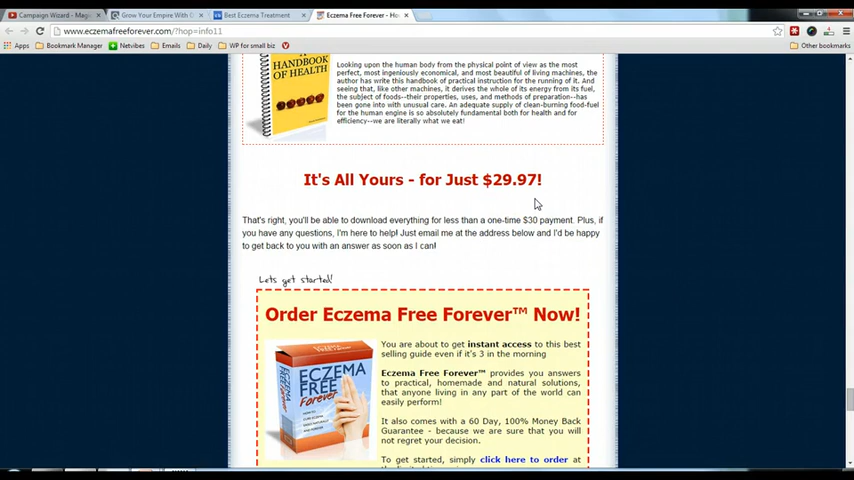 Campaign Wizard - Magi
Grow Your Empire With C
Best Eczema Treatment
Eczema Free Forever - Ho
www.eczemafreeforever.com/?hop=info11
Apps
Bookmark Manager
Netvibes
Emails
Daily
WP for small biz
Other bookmarks
HANDBOOK
OF HEALTH
Looking upon the human body from the physical point of view as the most
perfect, most ingeniously economical, and most beautiful of living machines, the
author has write this handbook of practical instruction for the running of it. And
seeing that, like other machines, it derives the whole of its energy from its fuel,
the subject of foods--their properties, uses, and methods of preparation--has
been gone into with unusual care. An adequate supply of clean-burning food-fuel
for the human engine is so absolutely fundamental both for health and for
efficiency--we are literally what we eat!
It's All Yours - for Just $29.97!
That's right, you'll be able to download everything for less than a one-time $30 payment. Plus, if
you have any questions, I'm here to help! Just email me at the address below and I'd be happy
to get back to you with an answer as soon as I can!
Lets get started!
Order Eczema Free Forever™ Now!
ECZEMA
FREE
Forever
You are about to get instant access to this best
selling guide even if it's 3 in the morning
Eczema Free Forever™ provides you answers
to practical, homemade and natural solutions,
that anyone living in any part of the world can
easily perform!
It also comes with a 60 Day, 100% Money Back
Guarantee - because we are sure that you will
not regret your decision.
To get started, simply click here to order at